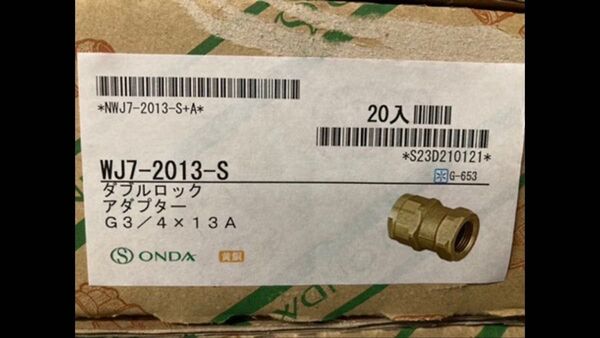 *NWJ7-2013-S+A*
20入
*S23D210121*
WJ7-2013-S
G-653
ダブルロック
アダプター
G3/4×13A
S ONDA 黄銅
ONDA